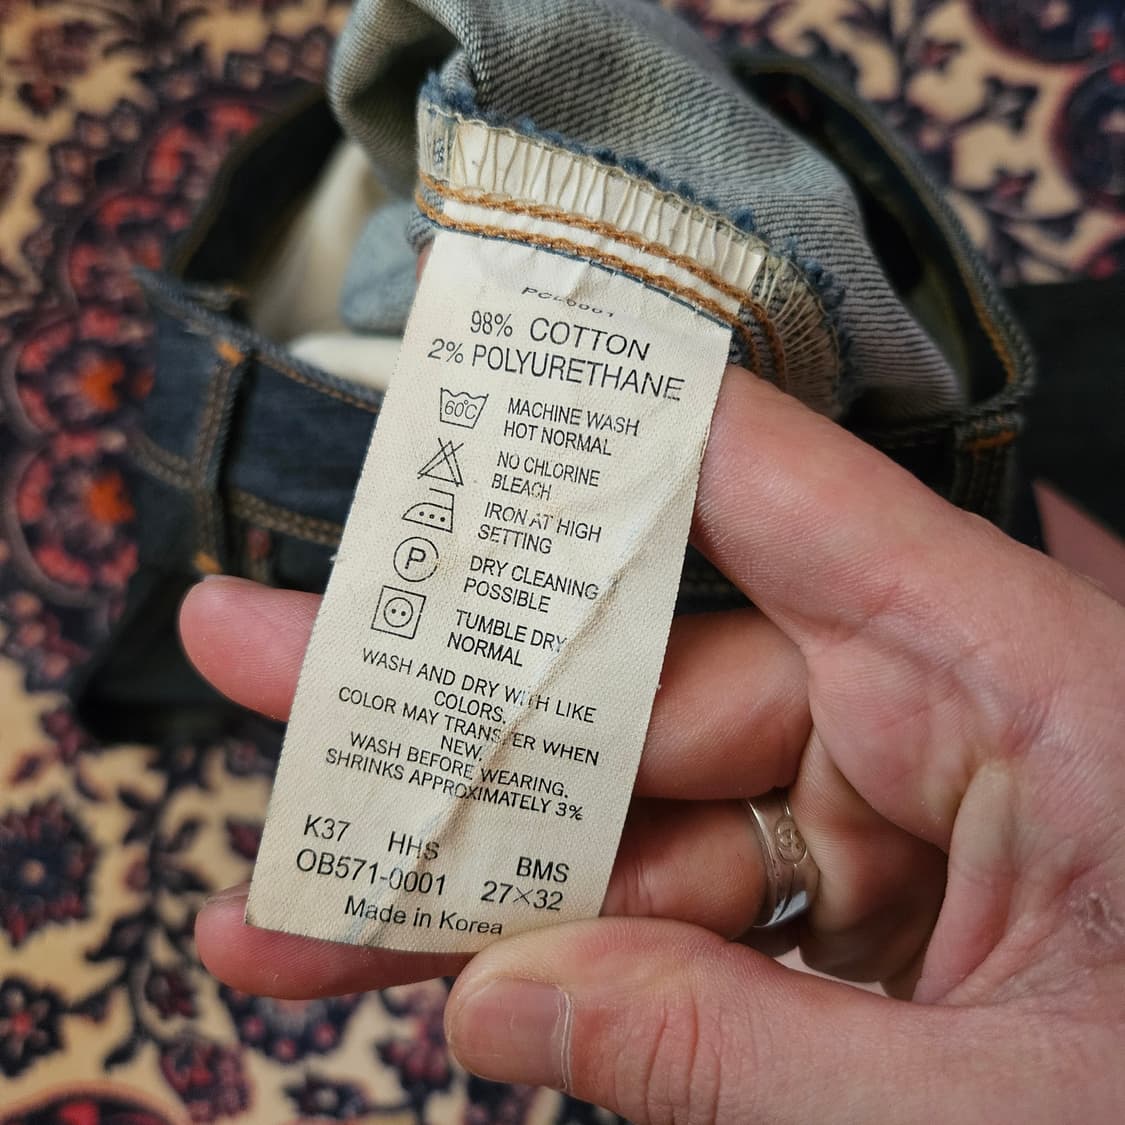 98% COTTON
2% POLYURETHANE
60℃
MACHINE WASH
HOT NORMAL
NO CHLORINE
BLEACH
IRON AT HIGH
SETTING
P
DRY CLEANING
POSSIBLE
TUMBLE DRY
NORMAL
WASH AND DRY WITH LIKE
COLORS.
COLOR MAY TRANSFER WHEN
NEW.
WASH BEFORE WEARING.
SHRINKS APPROXIMATELY 3%
K37 HHS BMS
OB571-0001 27×32
Made in Korea